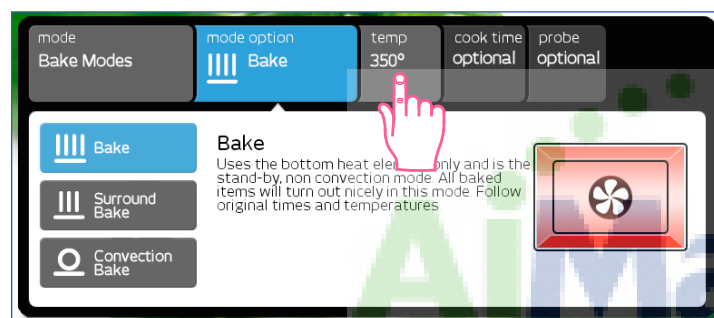 mode
Bake Modes
mode option
Bake
temp
350°
cook time
optional
probe
optional
Bake
Surround
Bake
Convection
Bake
Bake
Uses the bottom heat only and is the
stand-by, non convection mode. All baked
items will turn out nicely in this mode. Follow
original times and temperatures.
AiMa